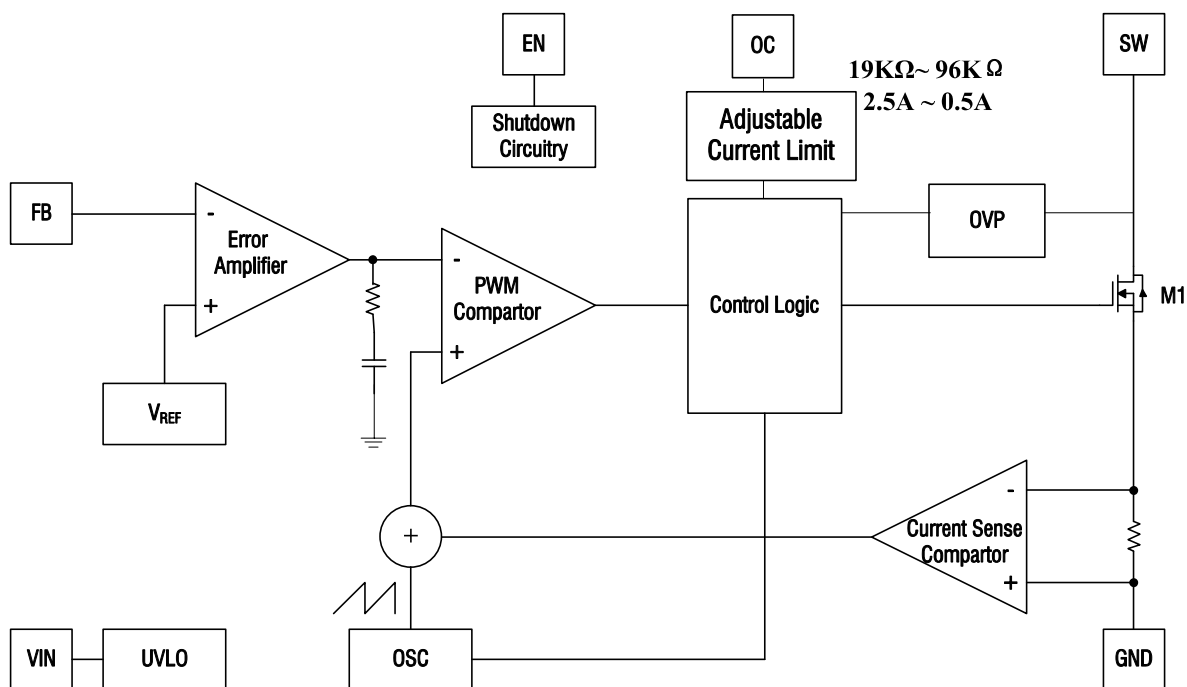 EN
OC
SW
19KΩ~ 96KΩ
2.5A ~ 0.5A
Shutdown
Circuitry
Adjustable
Current Limit
FB
-
Error
Amplifier
+
OVP
-
PWM
Compartor
+
Control Logic
M1
VREF
-
Current Sense
Compartor
+
+
VIN
UVLO
OSC
GND